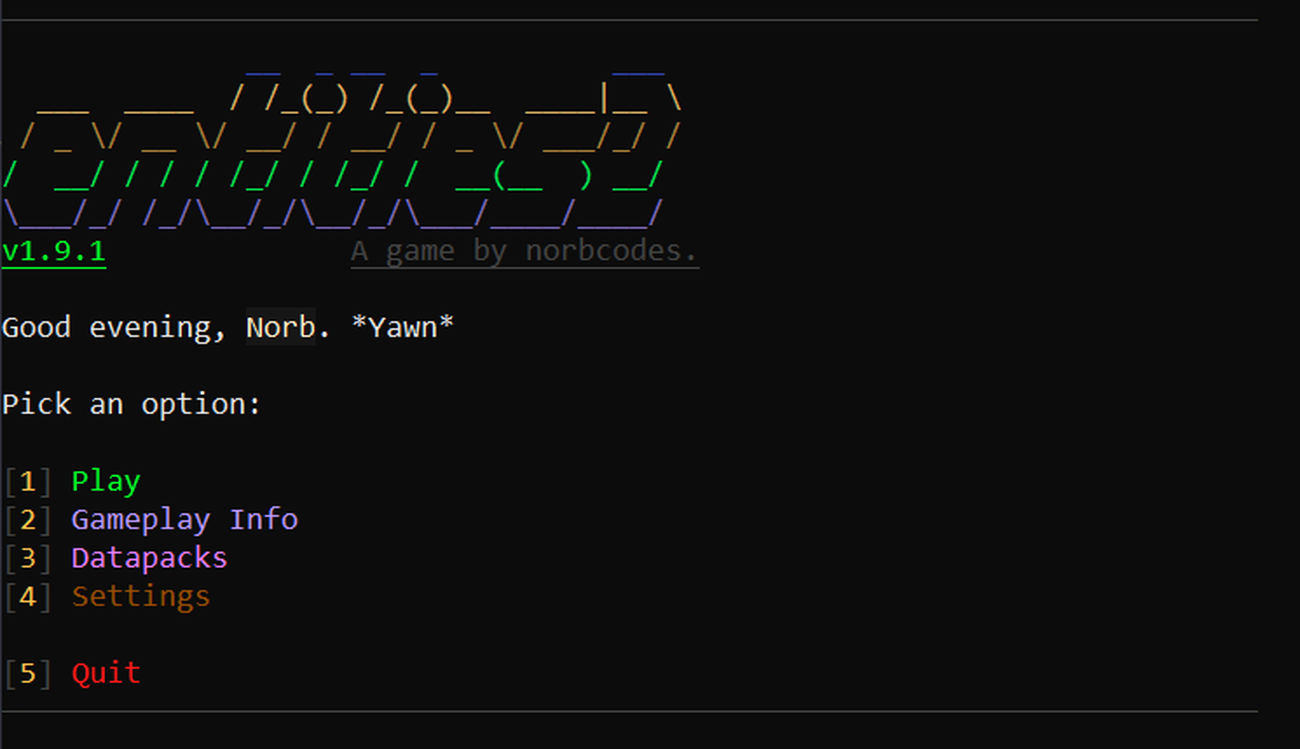 entities2
v1.9.1 A game by norbcodes.
Good evening, Norb. *Yawn*
Pick an option:
[1] Play
[2] Gameplay Info
[3] Datapacks
[4] Settings
[5] Quit